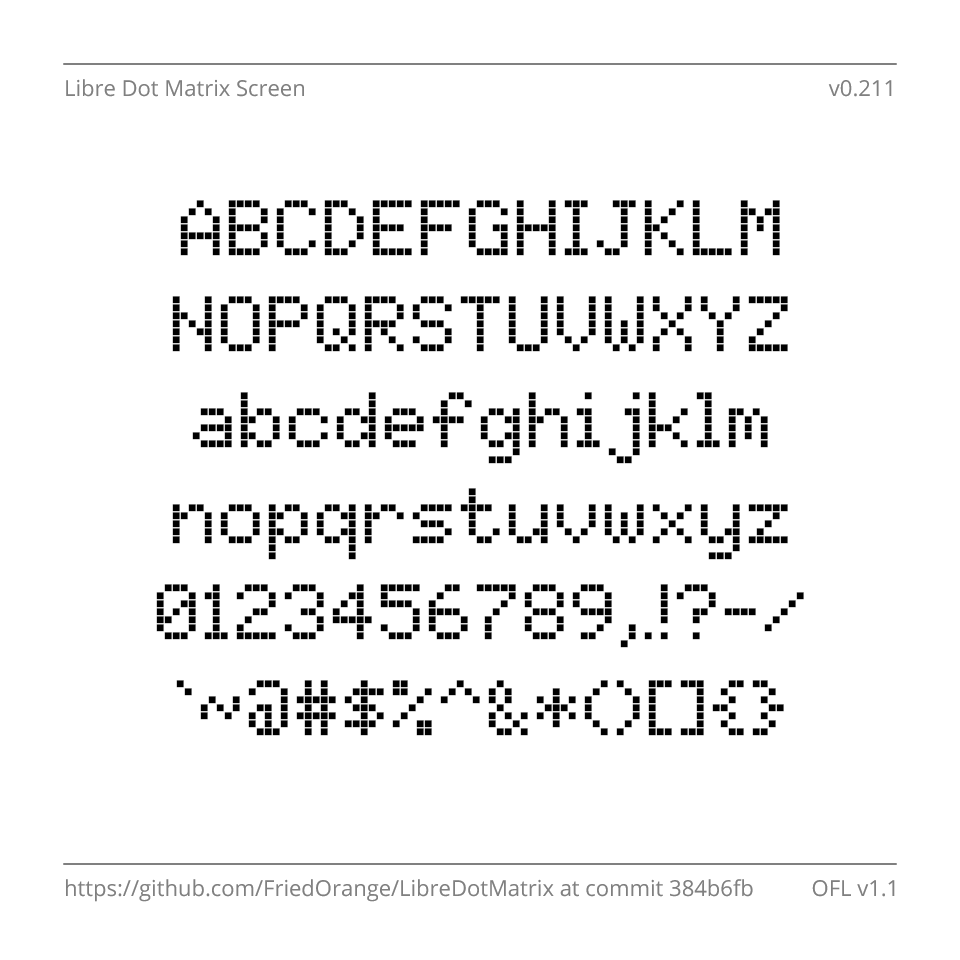 Libre Dot Matrix Screen v0.211
ABCDEFGHIJKLM
NOPQRSTUVWXYZ
abcdefghijklm
nopqrstuvwxyz
0123456789,.!?-/
`~@#$%^&*()[]{}
https://github.com/FriedOrange/LibreDotMatrix at commit 384b6fb OFL v1.1